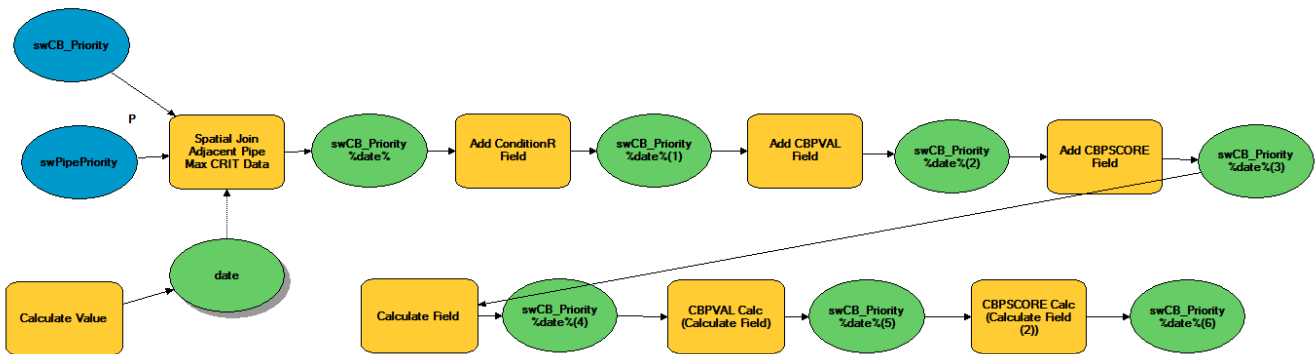 swCB_Priority
P
swPipePriority
Spatial Join
Adjacent Pipe
Max CRIT Data
swCB_Priority
%date%
Add ConditionR
Field
swCB_Priority
%date%(1)
Add CBPVAL
Field
swCB_Priority
%date%(2)
Add CBPSCORE
Field
swCB_Priority
%date%(3)
date
Calculate Value
Calculate Field
swCB_Priority
%date%(4)
CBPVAL Calc
(Calculate Field)
swCB_Priority
%date%(5)
CBPSCORE Calc
(Calculate Field
(2))
swCB_Priority
%date%(6)